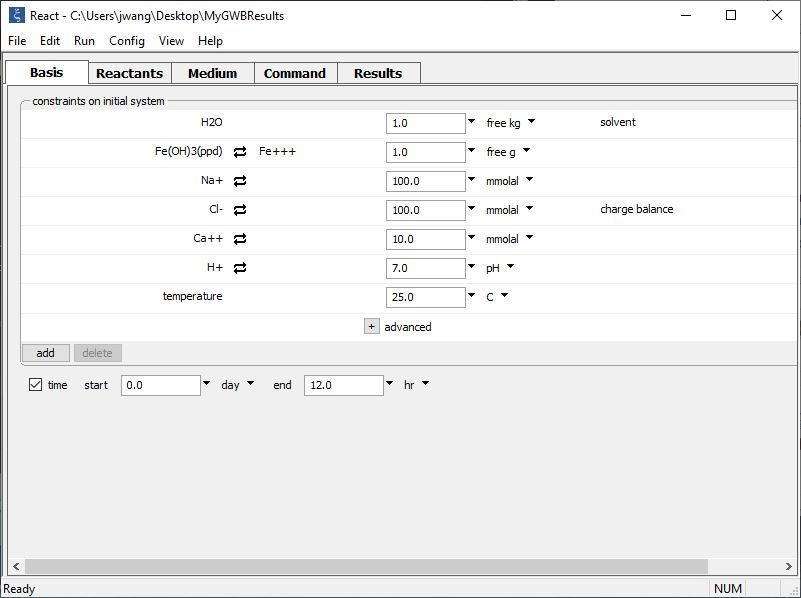 React - C:\Users\jwang\Desktop\MyGWBResults
File Edit Run Config View Help
Basis Reactants Medium Command Results
constraints on initial system
H2O 1.0 free kg solvent
Fe(OH)3(ppd) Fe+++ 1.0 free g
Na+ 100.0 mmolal
Cl- 100.0 mmolal charge balance
Ca++ 10.0 mmolal
H+ 7.0 pH
temperature 25.0 C
+ advanced
add delete
time start 0.0 day end 12.0 hr
Ready NUM